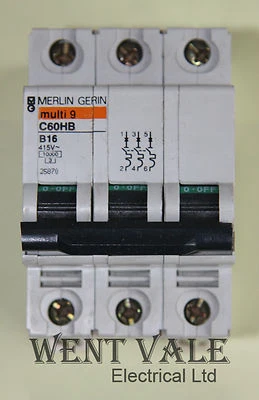 MERLIN GERIN
multi 9
C60HB
B16
415V~
10000
3
25870
1 3 5
2 4 6
O-OFF O-OFF O-OFF
WENT VALE
Electrical Ltd